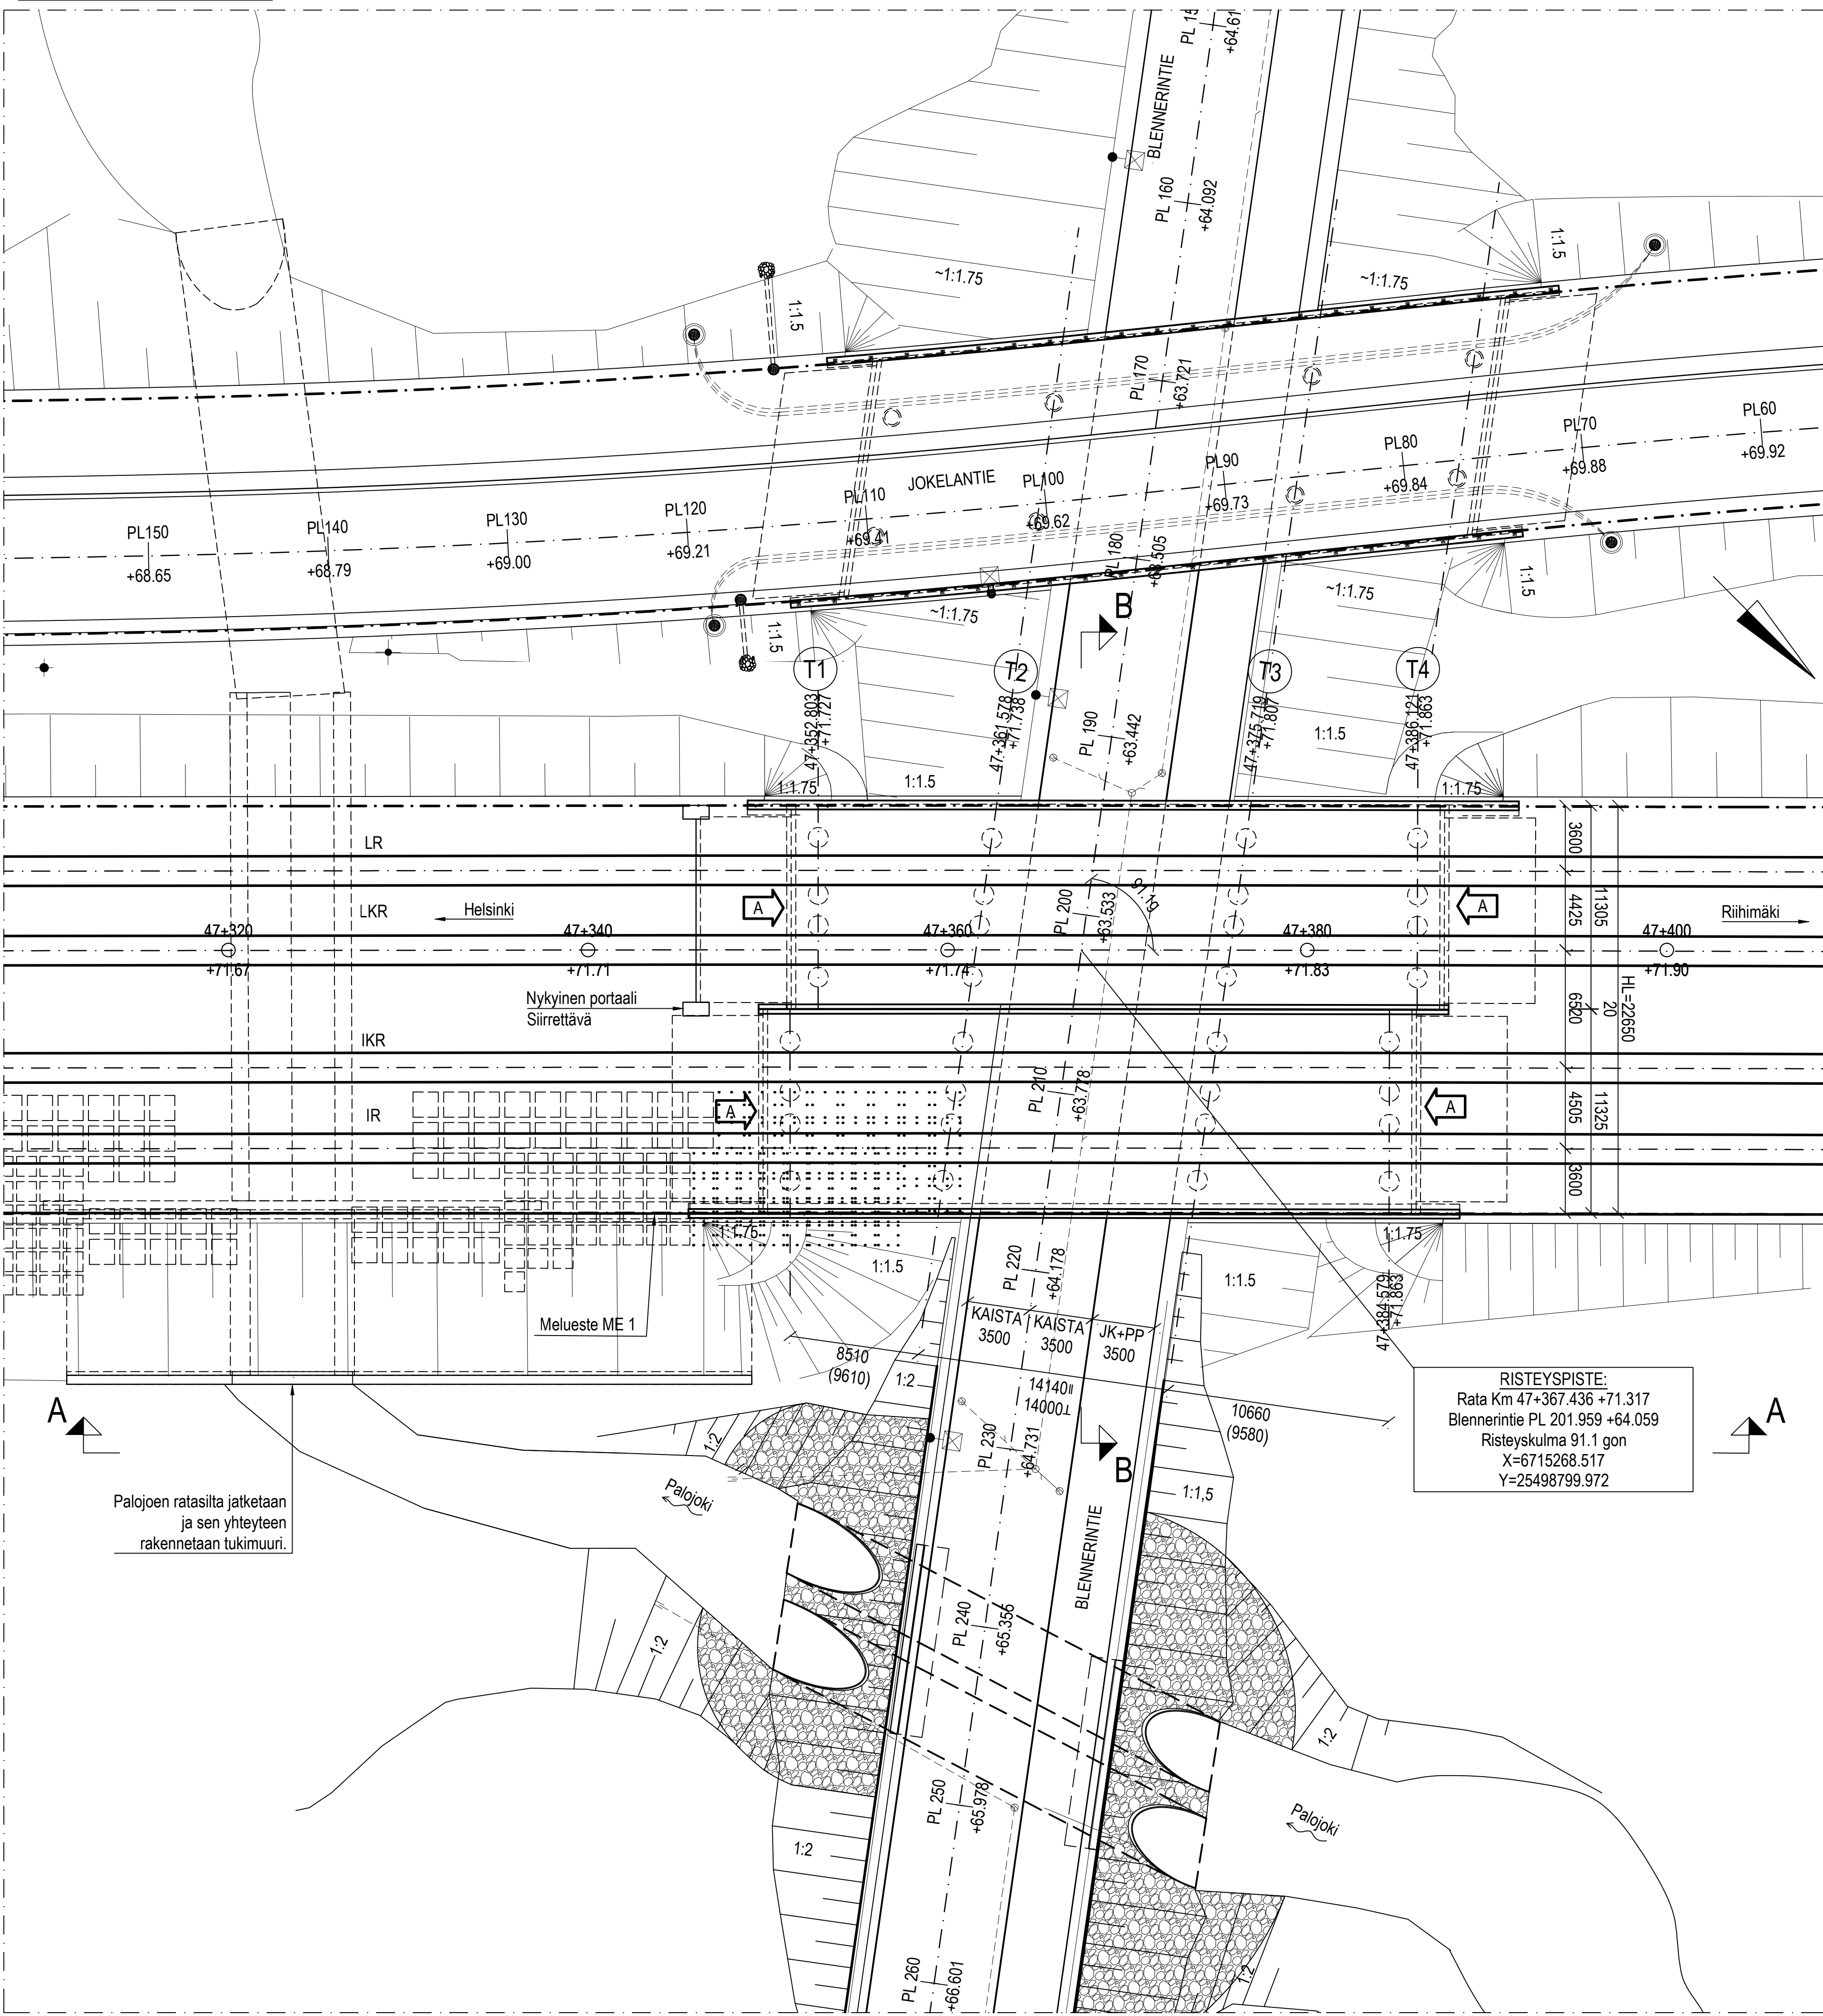 PL 15
+64.61
BLENNERINTIE
PL 160
+64.092
1:1.5
~1:1.75
~1:1.75
1:1.5
PL 170
+63.721
PL60
+69.92
PL70
+69.88
PL80
+69.84
PL90
+69.73
PL100
+69.62
JOKELANTIE
PL110
+69.41
PL120
+69.21
PL130
+69.00
PL140
+68.79
PL150
+68.65
PL 180
+63.505
~1:1.75
~1:1.75
1:1.5
1:1.5
B
T1
T2
T3
T4
47+352.803
+71.727
47+361.578
+71.738
47+375.719
+71.807
47+386.121
+71.863
PL 190
+63.442
1:1.5
1:1.75
1:1.5
1:1.75
LR
LKR
Helsinki
A
PL 200
+63.533
91.1g
A
Riihimäki
47+320
+71.67
47+340
+71.71
47+360
+71.74
47+380
+71.83
47+400
+71.90
3600
4425
11305
6520
20
HL=22650
4505
11325
3600
Nykyinen portaali
Siirrettävä
IKR
IR
A
PL 210
+63.778
A
1:1.75
1:1.5
PL 220
+64.178
1:1.5
1:1.75
47+384.579
+71.863
Melueste ME 1
KAISTA
3500
KAISTA
3500
JK+PP
3500
8510
(9610)
1:2
14140II
14000⊥
10660
(9580)
RISTEYSPISTE:
Rata Km 47+367.436 +71.317
Blennerintie PL 201.959 +64.059
Risteyskulma 91.1 gon
X=6715268.517
Y=25498799.972
A
A
B
1:2
PL 230
+64.731
1:1,5
Palojoki
Palojoen ratasilta jatketaan
ja sen yhteyteen
rakennetaan tukimuuri.
BLENNERINTIE
PL 240
+65.355
1:2
1:2
PL 250
+65.978
Palojoki
1:2
PL 260
+66.601
1:2